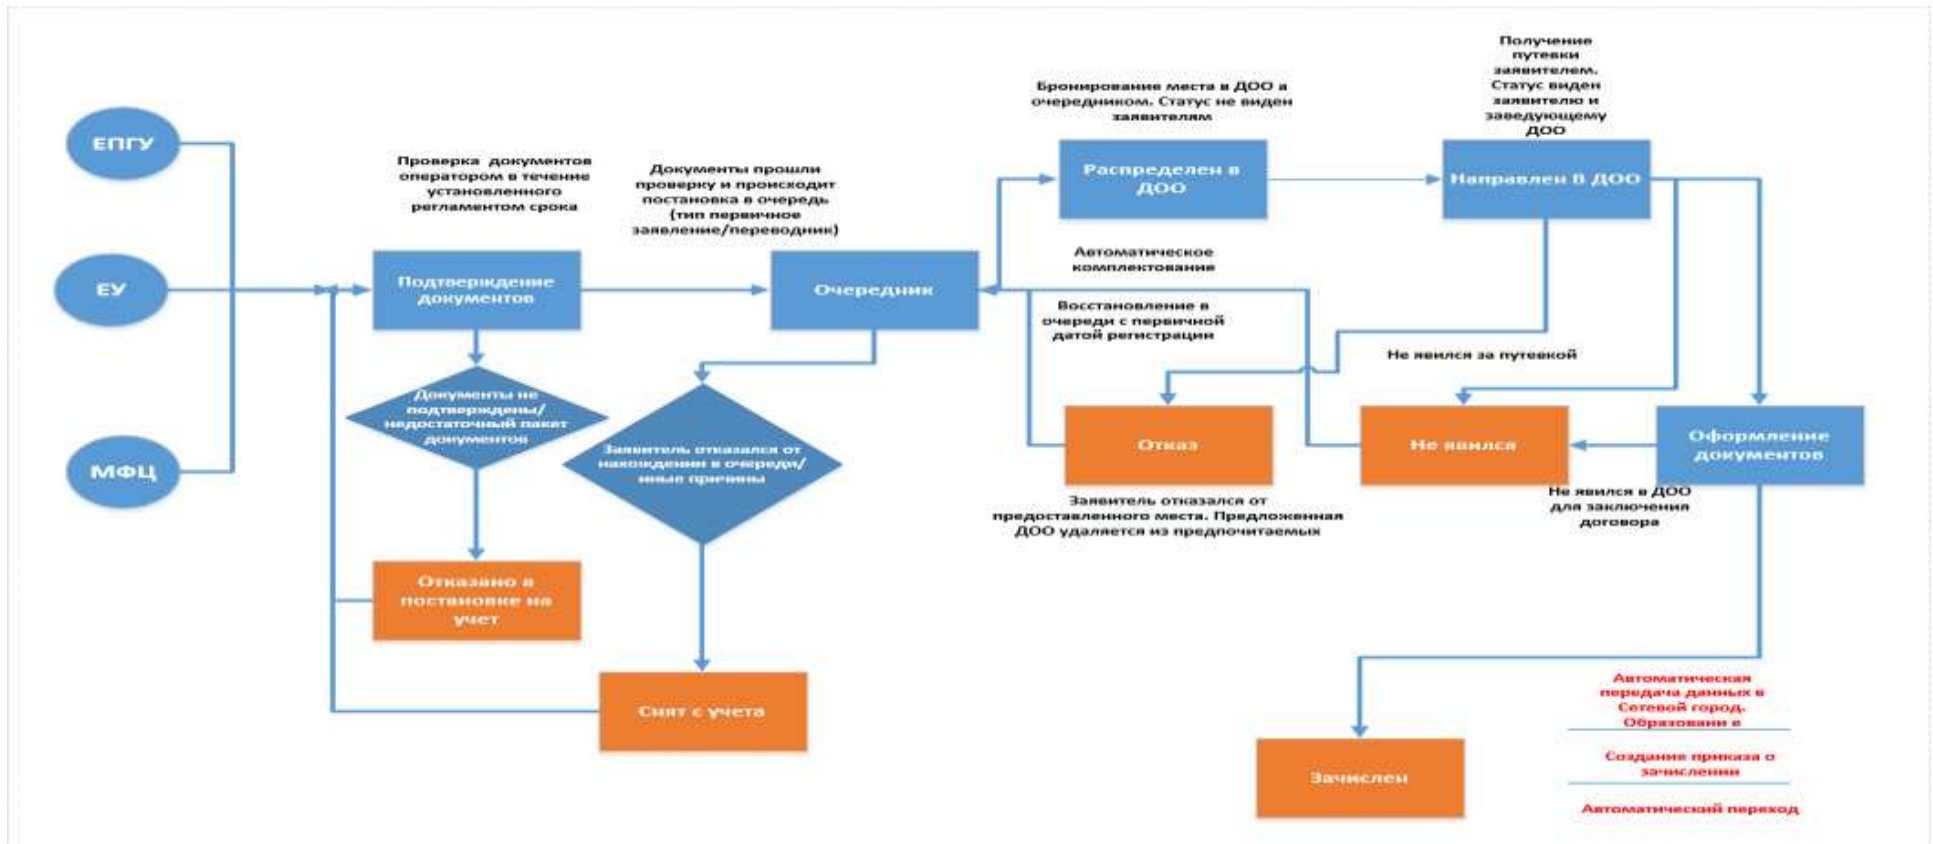 ЕПГУ
ЕУ
МФЦ
Проверка документов
оператором в течение
установленного
регламентом срока
Подтверждение
документов
Документы не
подтверждены/
недостаточный пакет
документов
Отказано в
постановке на
учет
Документы прошли
проверку и происходит
постановка в очередь
(тип первичное
заявление/переводник)
Очередник
Заявитель отказался от
нахождении в очереди/
иные причины
Снят с учета
Бронирование места в ДОО а
очередником. Статус не виден
заявителям
Распределен в
ДОО
Автоматическое
комплектование
Восстановление в
очереди с первичной
датой регистрации
Отказ
Заявитель отказался от
предоставленного места. Предложенная
ДОО удаляется из предпочитаемых
Получение
путевки
заявителем.
Статус виден
заявителю и
заведующему
ДОО
Направлен В ДОО
Не явился за путевкой
Не явился
Оформление
документов
Не явился в ДОО
для заключения
договора
Зачислен
Автоматическая
передача данных в
Сетевой город.
Образовани е
Создание приказа о
зачислении
Автоматический переход